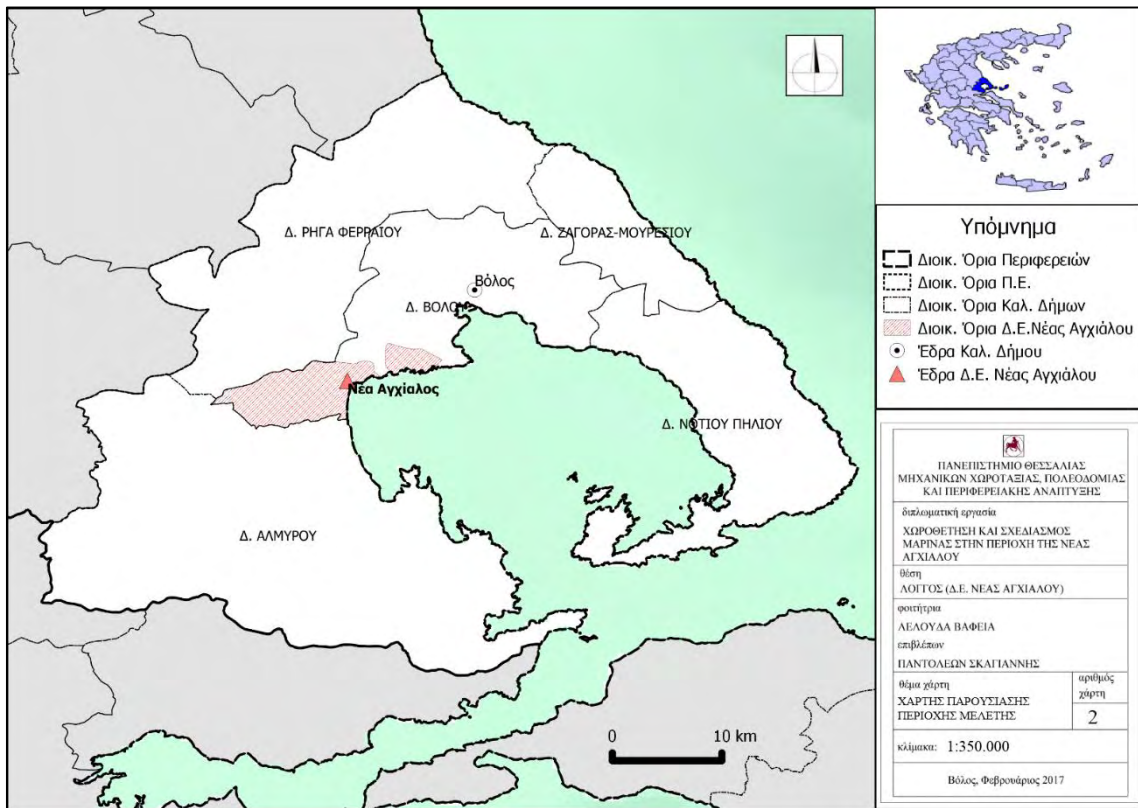 Δ. ΡΗΓΑ ΦΕΡΡΑΙΟΥ
Δ. ΖΑΓΟΡΑΣ-ΜΟΥΡΕΣΙΟΥ
Βόλος
Δ. ΒΟΛΟΥ
Νέα Αγχίαλος
Δ. ΝΟΤΙΟΥ ΠΗΛΙΟΥ
Δ. ΑΛΜΥΡΟΥ
0 10 km
Υπόμνημα
Διοικ. Όρια Περιφερειών
Διοικ. Όρια Π.Ε.
Διοικ. Όρια Καλ. Δήμων
Διοικ. Όρια Δ.Ε.Νέας Αγχιάλου
Έδρα Καλ. Δήμου
Έδρα Δ.Ε. Νέας Αγχιάλου
ΠΑΝΕΠΙΣΤΗΜΙΟ ΘΕΣΣΑΛΙΑΣ
ΜΗΧΑΝΙΚΩΝ ΧΩΡΟΤΑΞΙΑΣ, ΠΟΛΕΟΔΟΜΙΑΣ
ΚΑΙ ΠΕΡΙΦΕΡΕΙΑΚΗΣ ΑΝΑΠΤΥΞΗΣ
διπλωματική εργασία
ΧΩΡΟΘΕΤΗΣΗ ΚΑΙ ΣΧΕΔΙΑΣΜΟΣ
ΜΑΡΙΝΑΣ ΣΤΗΝ ΠΕΡΙΟΧΗ ΤΗΣ ΝΕΑΣ
ΑΓΧΙΑΛΟΥ
θέση
ΛΟΓΓΟΣ (Δ.Ε. ΝΕΑΣ ΑΓΧΙΑΛΟΥ)
φοιτήτρια
ΛΕΛΟΥΔΑ ΒΑΦΕΙΑ
επιβλέπων
ΠΑΝΤΟΛΕΩΝ ΣΚΑΓΙΑΝΝΗΣ
θέμα χάρτη
ΧΑΡΤΗΣ ΠΑΡΟΥΣΙΑΣΗΣ
ΠΕΡΙΟΧΗΣ ΜΕΛΕΤΗΣ
αριθμός
χάρτη
2
κλίμακα: 1:350.000
Βόλος, Φεβρουάριος 2017